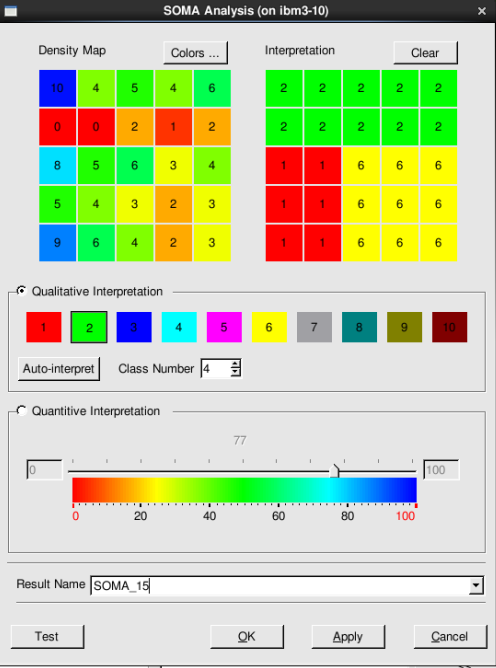 SOMA Analysis (on ibm3-10)
Density Map Colors ... Interpretation Clear
10 4 5 4 6 2 2 2 2 2
0 0 2 1 2 2 2 2 2 2
8 5 6 3 4 1 1 6 6 6
5 4 3 2 3 1 1 6 6 6
9 6 4 2 3 1 1 6 6 6
Qualitative Interpretation
1 2 3 4 5 6 7 8 9 10
Auto-interpret Class Number 4
Quantitive Interpretation
77
0 100
0 20 40 60 80 100
Result Name SOMA_15
Test OK Apply Cancel